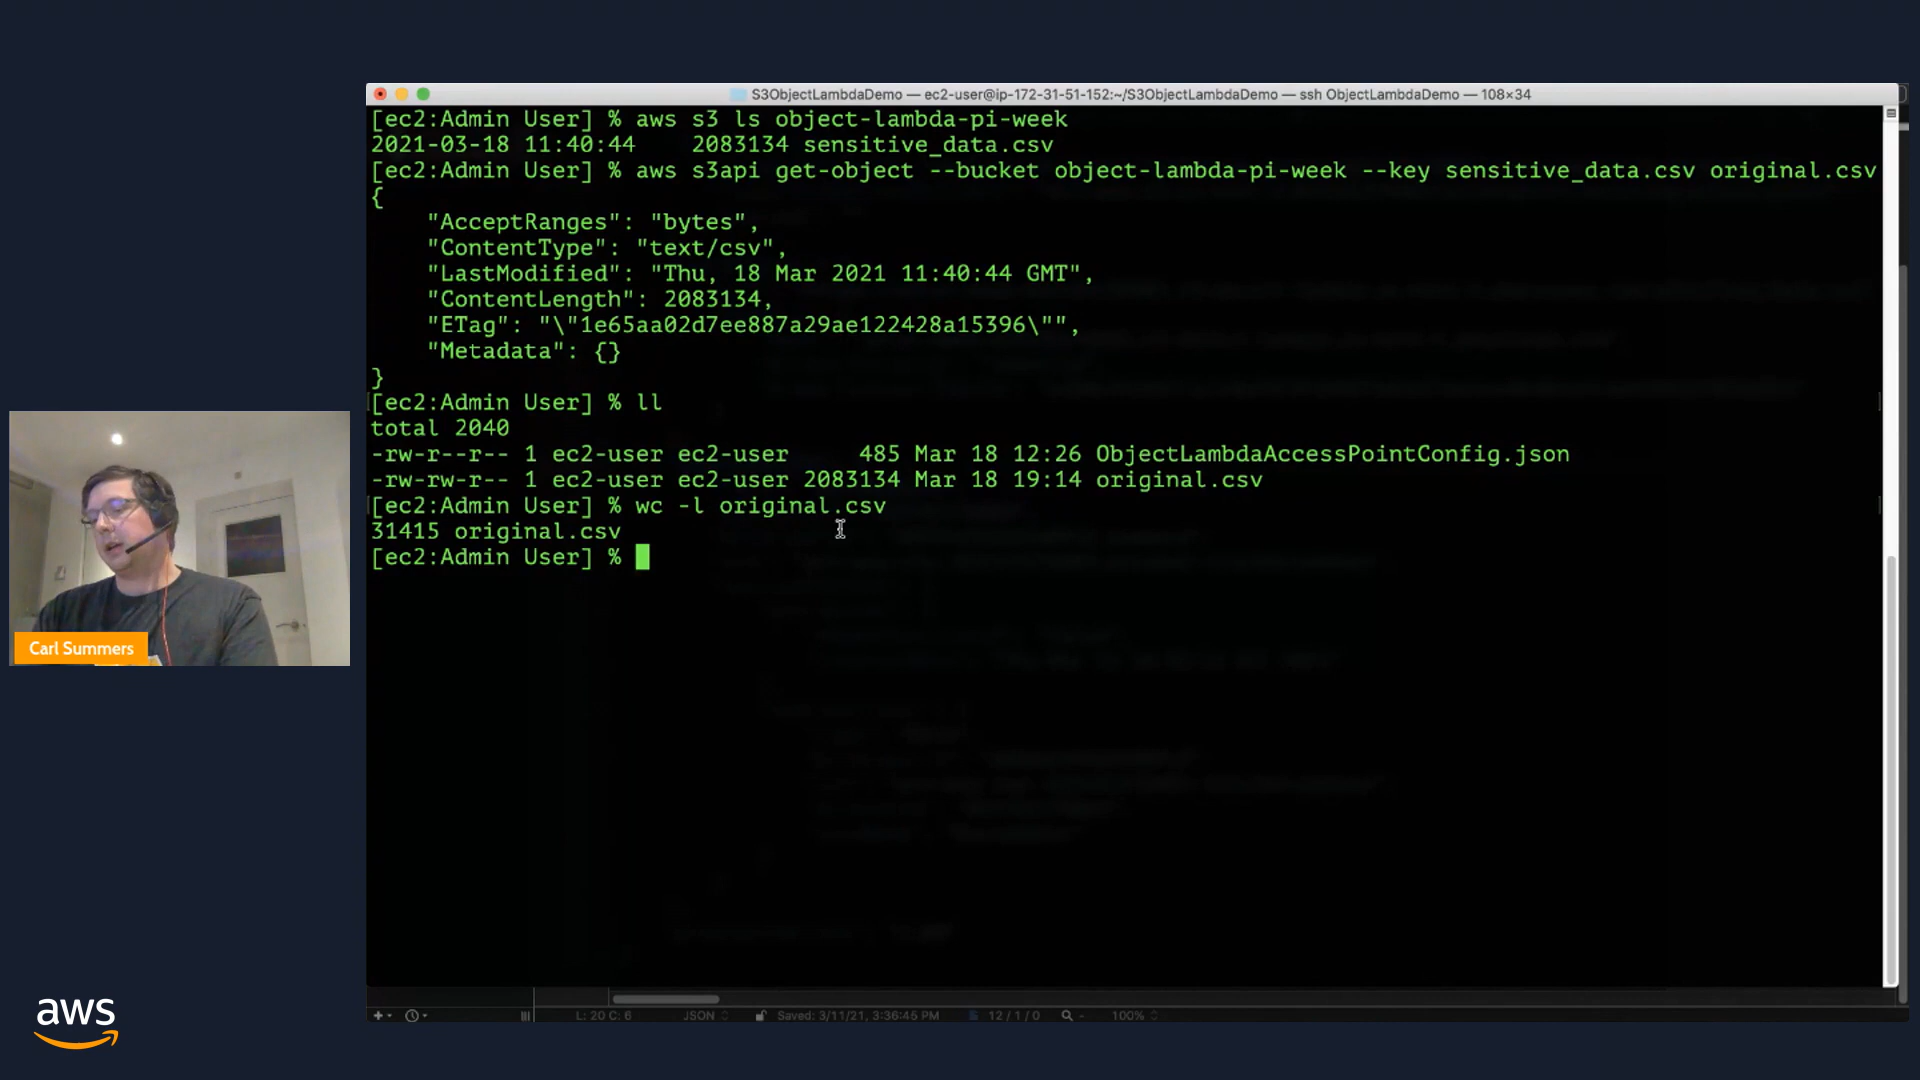 S3ObjectLambdaDemo — ec2-user@ip-172-31-51-152:~/S3ObjectLambdaDemo — ssh ObjectLambdaDemo — 108×34
[ec2:Admin User] % aws s3 ls object-lambda-pi-week
2021-03-18 11:40:44    2083134 sensitive_data.csv
[ec2:Admin User] % aws s3api get-object --bucket object-lambda-pi-week --key sensitive_data.csv original.csv
{
    "AcceptRanges": "bytes",
    "ContentType": "text/csv",
    "LastModified": "Thu, 18 Mar 2021 11:40:44 GMT",
    "ContentLength": 2083134,
    "ETag": "\"1e65aa02d7ee887a29ae122428a15396\"",
    "Metadata": {}
}
[ec2:Admin User] % ll
total 2040
-rw-r--r-- 1 ec2-user ec2-user     485 Mar 18 12:26 ObjectLambdaAccessPointConfig.json
-rw-rw-r-- 1 ec2-user ec2-user 2083134 Mar 18 19:14 original.csv
[ec2:Admin User] % wc -l original.csv
31415 original.csv
[ec2:Admin User] %
Carl Summers
aws
L: 20 C: 6 JSON Saved: 3/11/21, 3:36:45 PM 12 / 1 / 0 100%